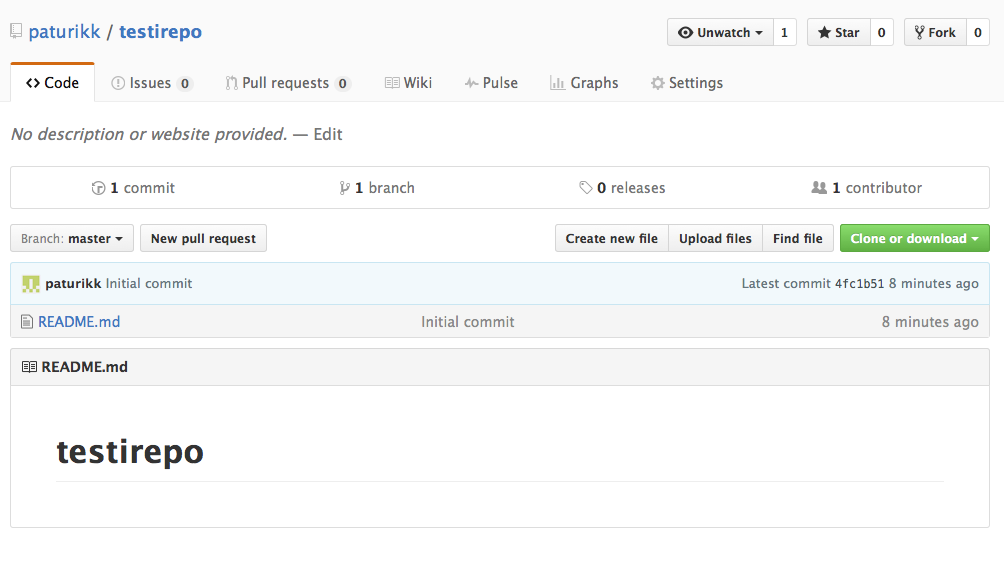 paturikk / testirepo Unwatch 1 Star 0 Fork 0
Code Issues 0 Pull requests 0 Wiki Pulse Graphs Settings
No description or website provided. — Edit
1 commit 1 branch 0 releases 1 contributor
Branch: master New pull request Create new file Upload files Find file Clone or download
paturikk Initial commit Latest commit 4fc1b51 8 minutes ago
README.md Initial commit 8 minutes ago
README.md
testirepo